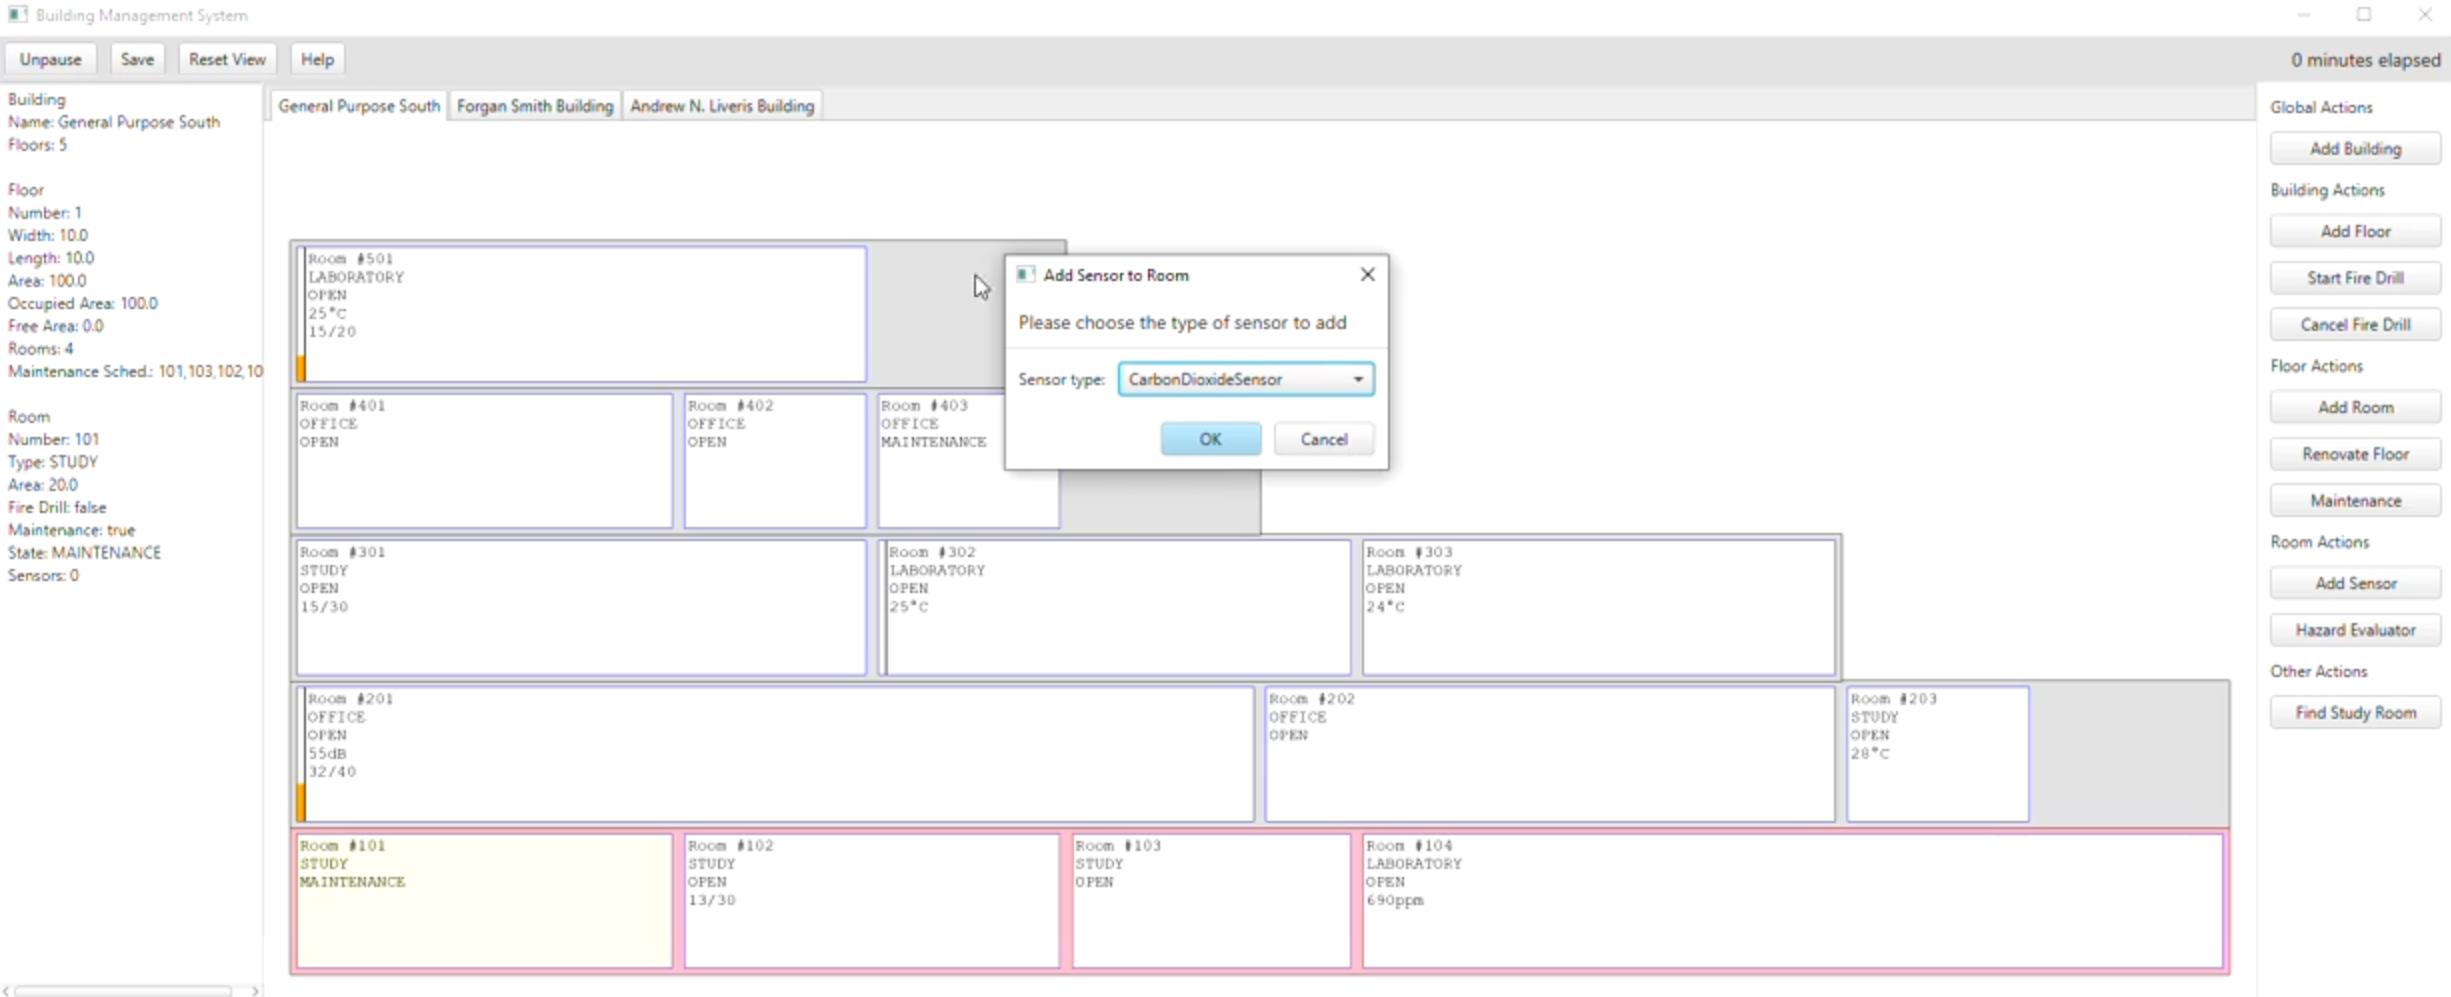 Building Management System
Unpause
Save
Reset View
Help
0 minutes elapsed
Building
Name: General Purpose South
Floors: 5
Floor
Number: 1
Width: 10.0
Length: 10.0
Area: 100.0
Occupied Area: 100.0
Free Area: 0.0
Rooms: 4
Maintenance Sched.: 101,103,102,10
Room
Number: 101
Type: STUDY
Area: 20.0
Fire Drill: false
Maintenance: true
State: MAINTENANCE
Sensors: 0
General Purpose South
Forgan Smith Building
Andrew N. Liveris Building
Room #501
LABORATORY
OPEN
25°C
15/20
Room #401
OFFICE
OPEN
Room #402
OFFICE
OPEN
Room #403
OFFICE
MAINTENANCE
Add Sensor to Room
Please choose the type of sensor to add
Sensor type:
CarbonDioxideSensor
OK
Cancel
Room #301
STUDY
OPEN
15/30
Room #302
LABORATORY
OPEN
25°C
Room #303
LABORATORY
OPEN
24°C
Room #201
OFFICE
OPEN
55dB
32/40
Room #202
OFFICE
OPEN
Room #203
STUDY
OPEN
28°C
Room #101
STUDY
MAINTENANCE
Room #102
STUDY
OPEN
13/30
Room #103
STUDY
OPEN
Room #104
LABORATORY
OPEN
690ppm
Global Actions
Add Building
Building Actions
Add Floor
Start Fire Drill
Cancel Fire Drill
Floor Actions
Add Room
Renovate Floor
Maintenance
Room Actions
Add Sensor
Hazard Evaluator
Other Actions
Find Study Room